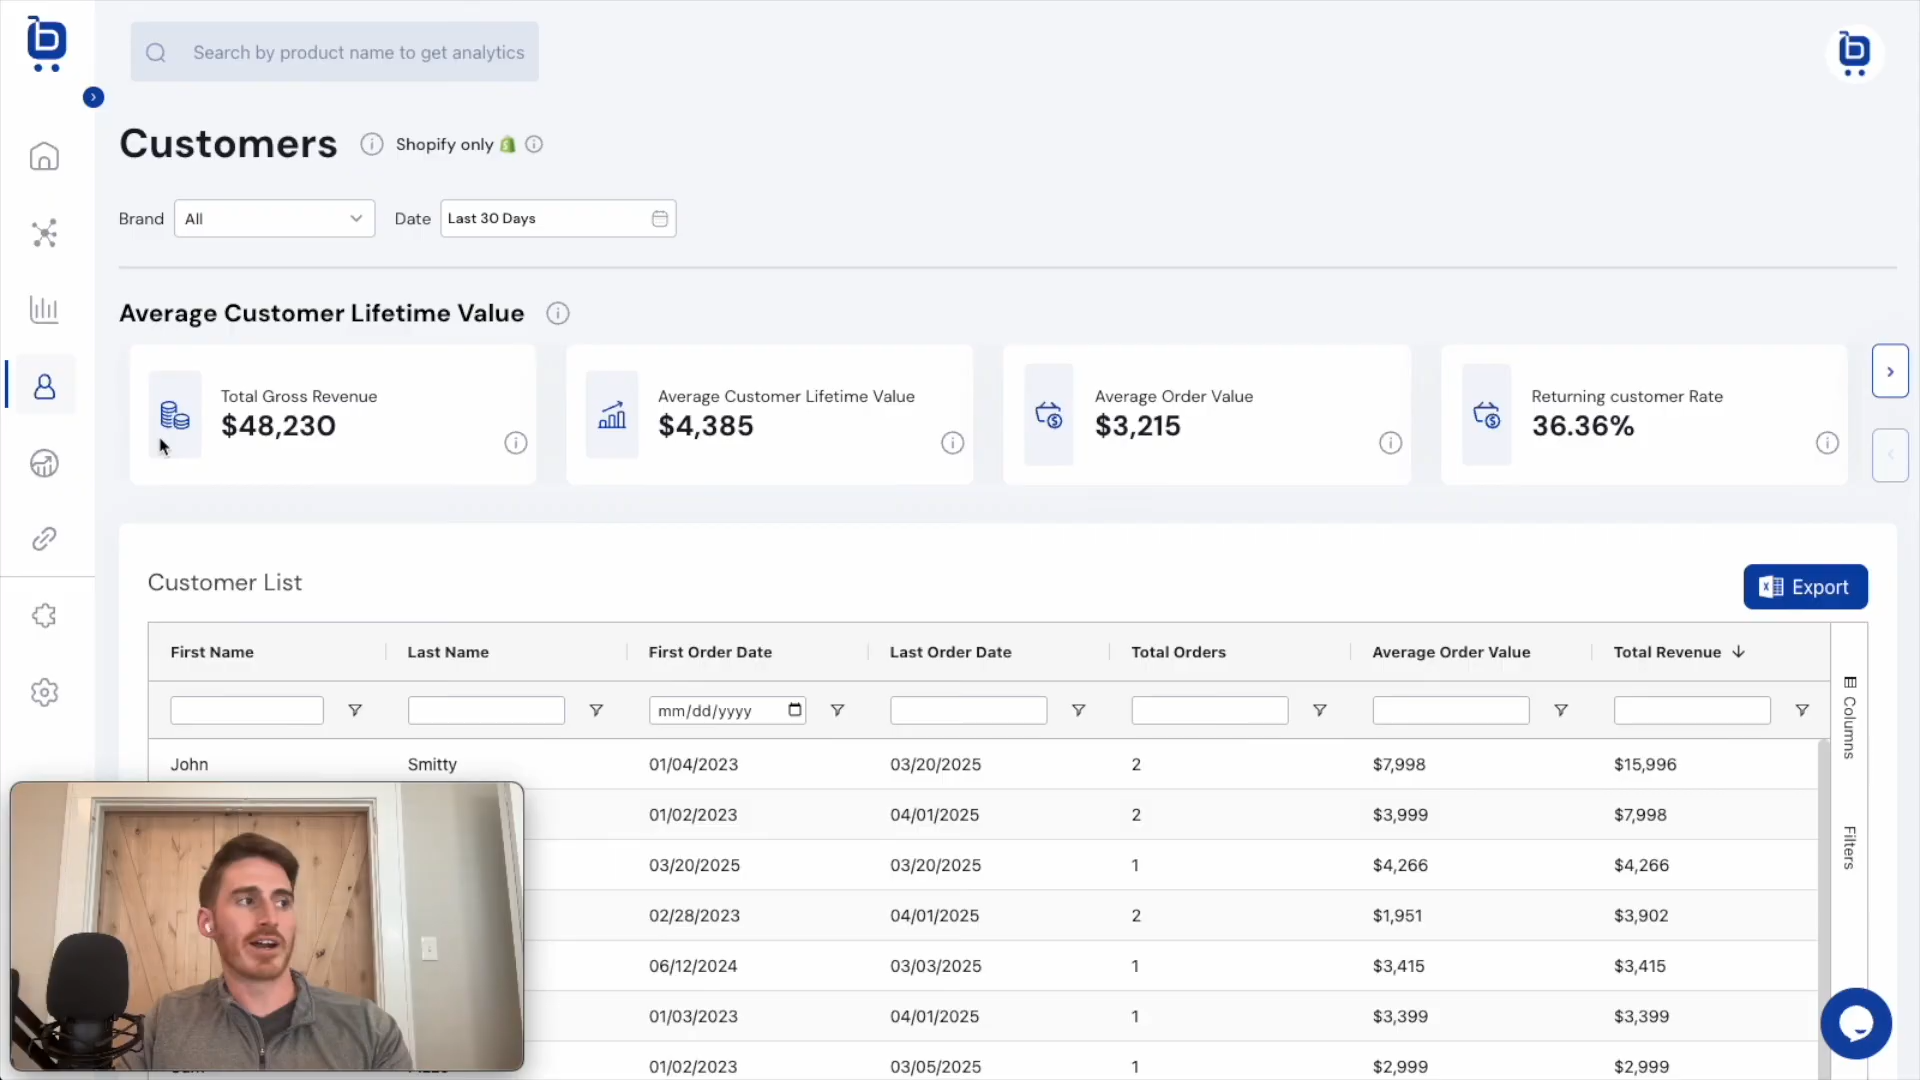 b
Search by product name to get analytics
b
Customers
Shopify only
Brand All Date Last 30 Days
Average Customer Lifetime Value
Total Gross Revenue
$48,230
Average Customer Lifetime Value
$4,385
Average Order Value
$3,215
Returning customer Rate
36.36%
Customer List
Export
First Name Last Name First Order Date Last Order Date Total Orders Average Order Value Total Revenue
mm/dd/yyyy
Columns
Filters
John Smitty 01/04/2023 03/20/2025 2 $7,998 $15,996
01/02/2023 04/01/2025 2 $3,999 $7,998
03/20/2025 03/20/2025 1 $4,266 $4,266
02/28/2023 04/01/2025 2 $1,951 $3,902
06/12/2024 03/03/2025 1 $3,415 $3,415
01/03/2023 04/01/2025 1 $3,399 $3,399
01/02/2023 03/05/2025 1 $2,999 $2,999